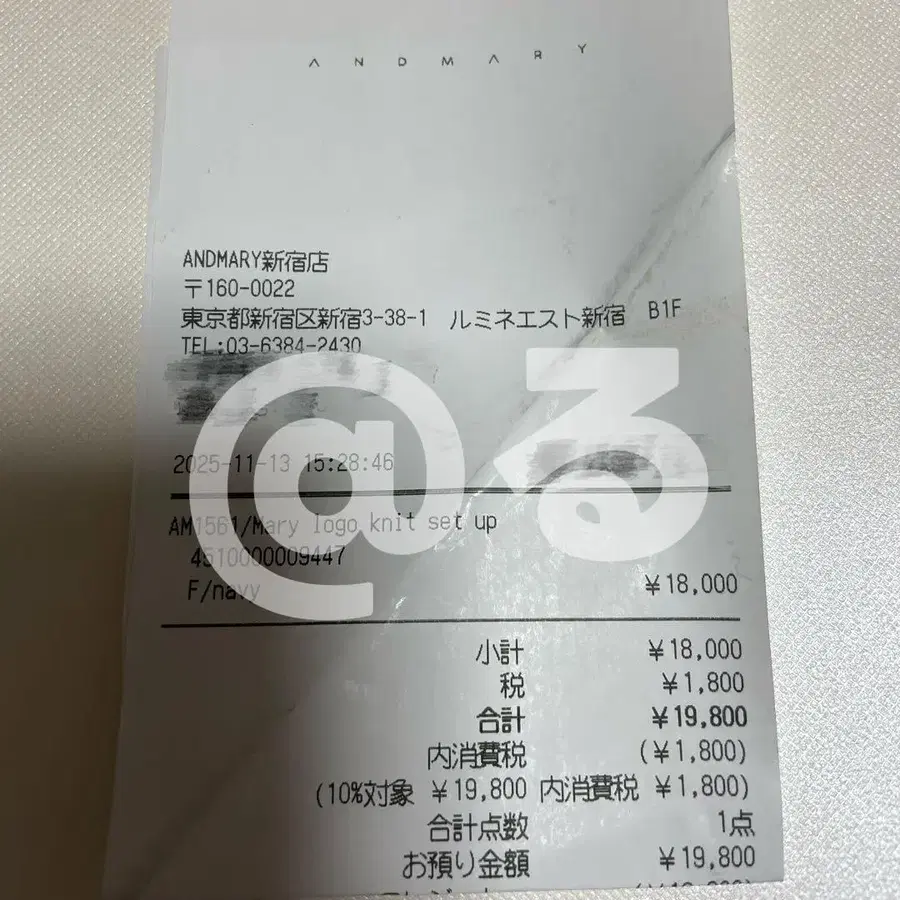 ANDMARY
ANDMARY新宿店
〒160-0022
東京都新宿区新宿3-38-1 ルミネエスト新宿 B1F
TEL:03-6384-2430
@る
2025-11-13 15:28:46
AM1561/Mary logo knit set up
4510000009447
F/navy ¥18,000
小計 ¥18,000
税 ¥1,800
合計 ¥19,800
内消費税 (¥1,800)
(10%対象 ¥19,800 内消費税 ¥1,800)
合計点数 1点
お預り金額 ¥19,800